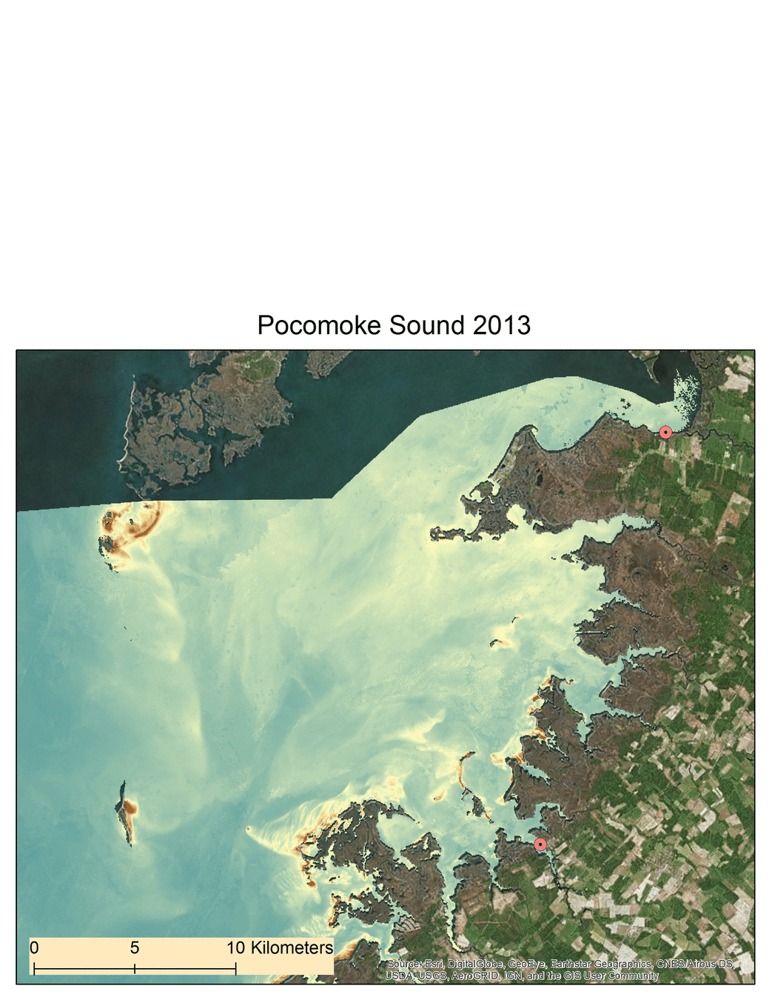 Pocomoke Sound 2013
0 5 10 Kilometers
Source: Esri, DigitalGlobe, GeoEye, Earthstar Geographics, CNES/Airbus DS,
USDA, USGS, AeroGRID, IGN, and the GIS User Community